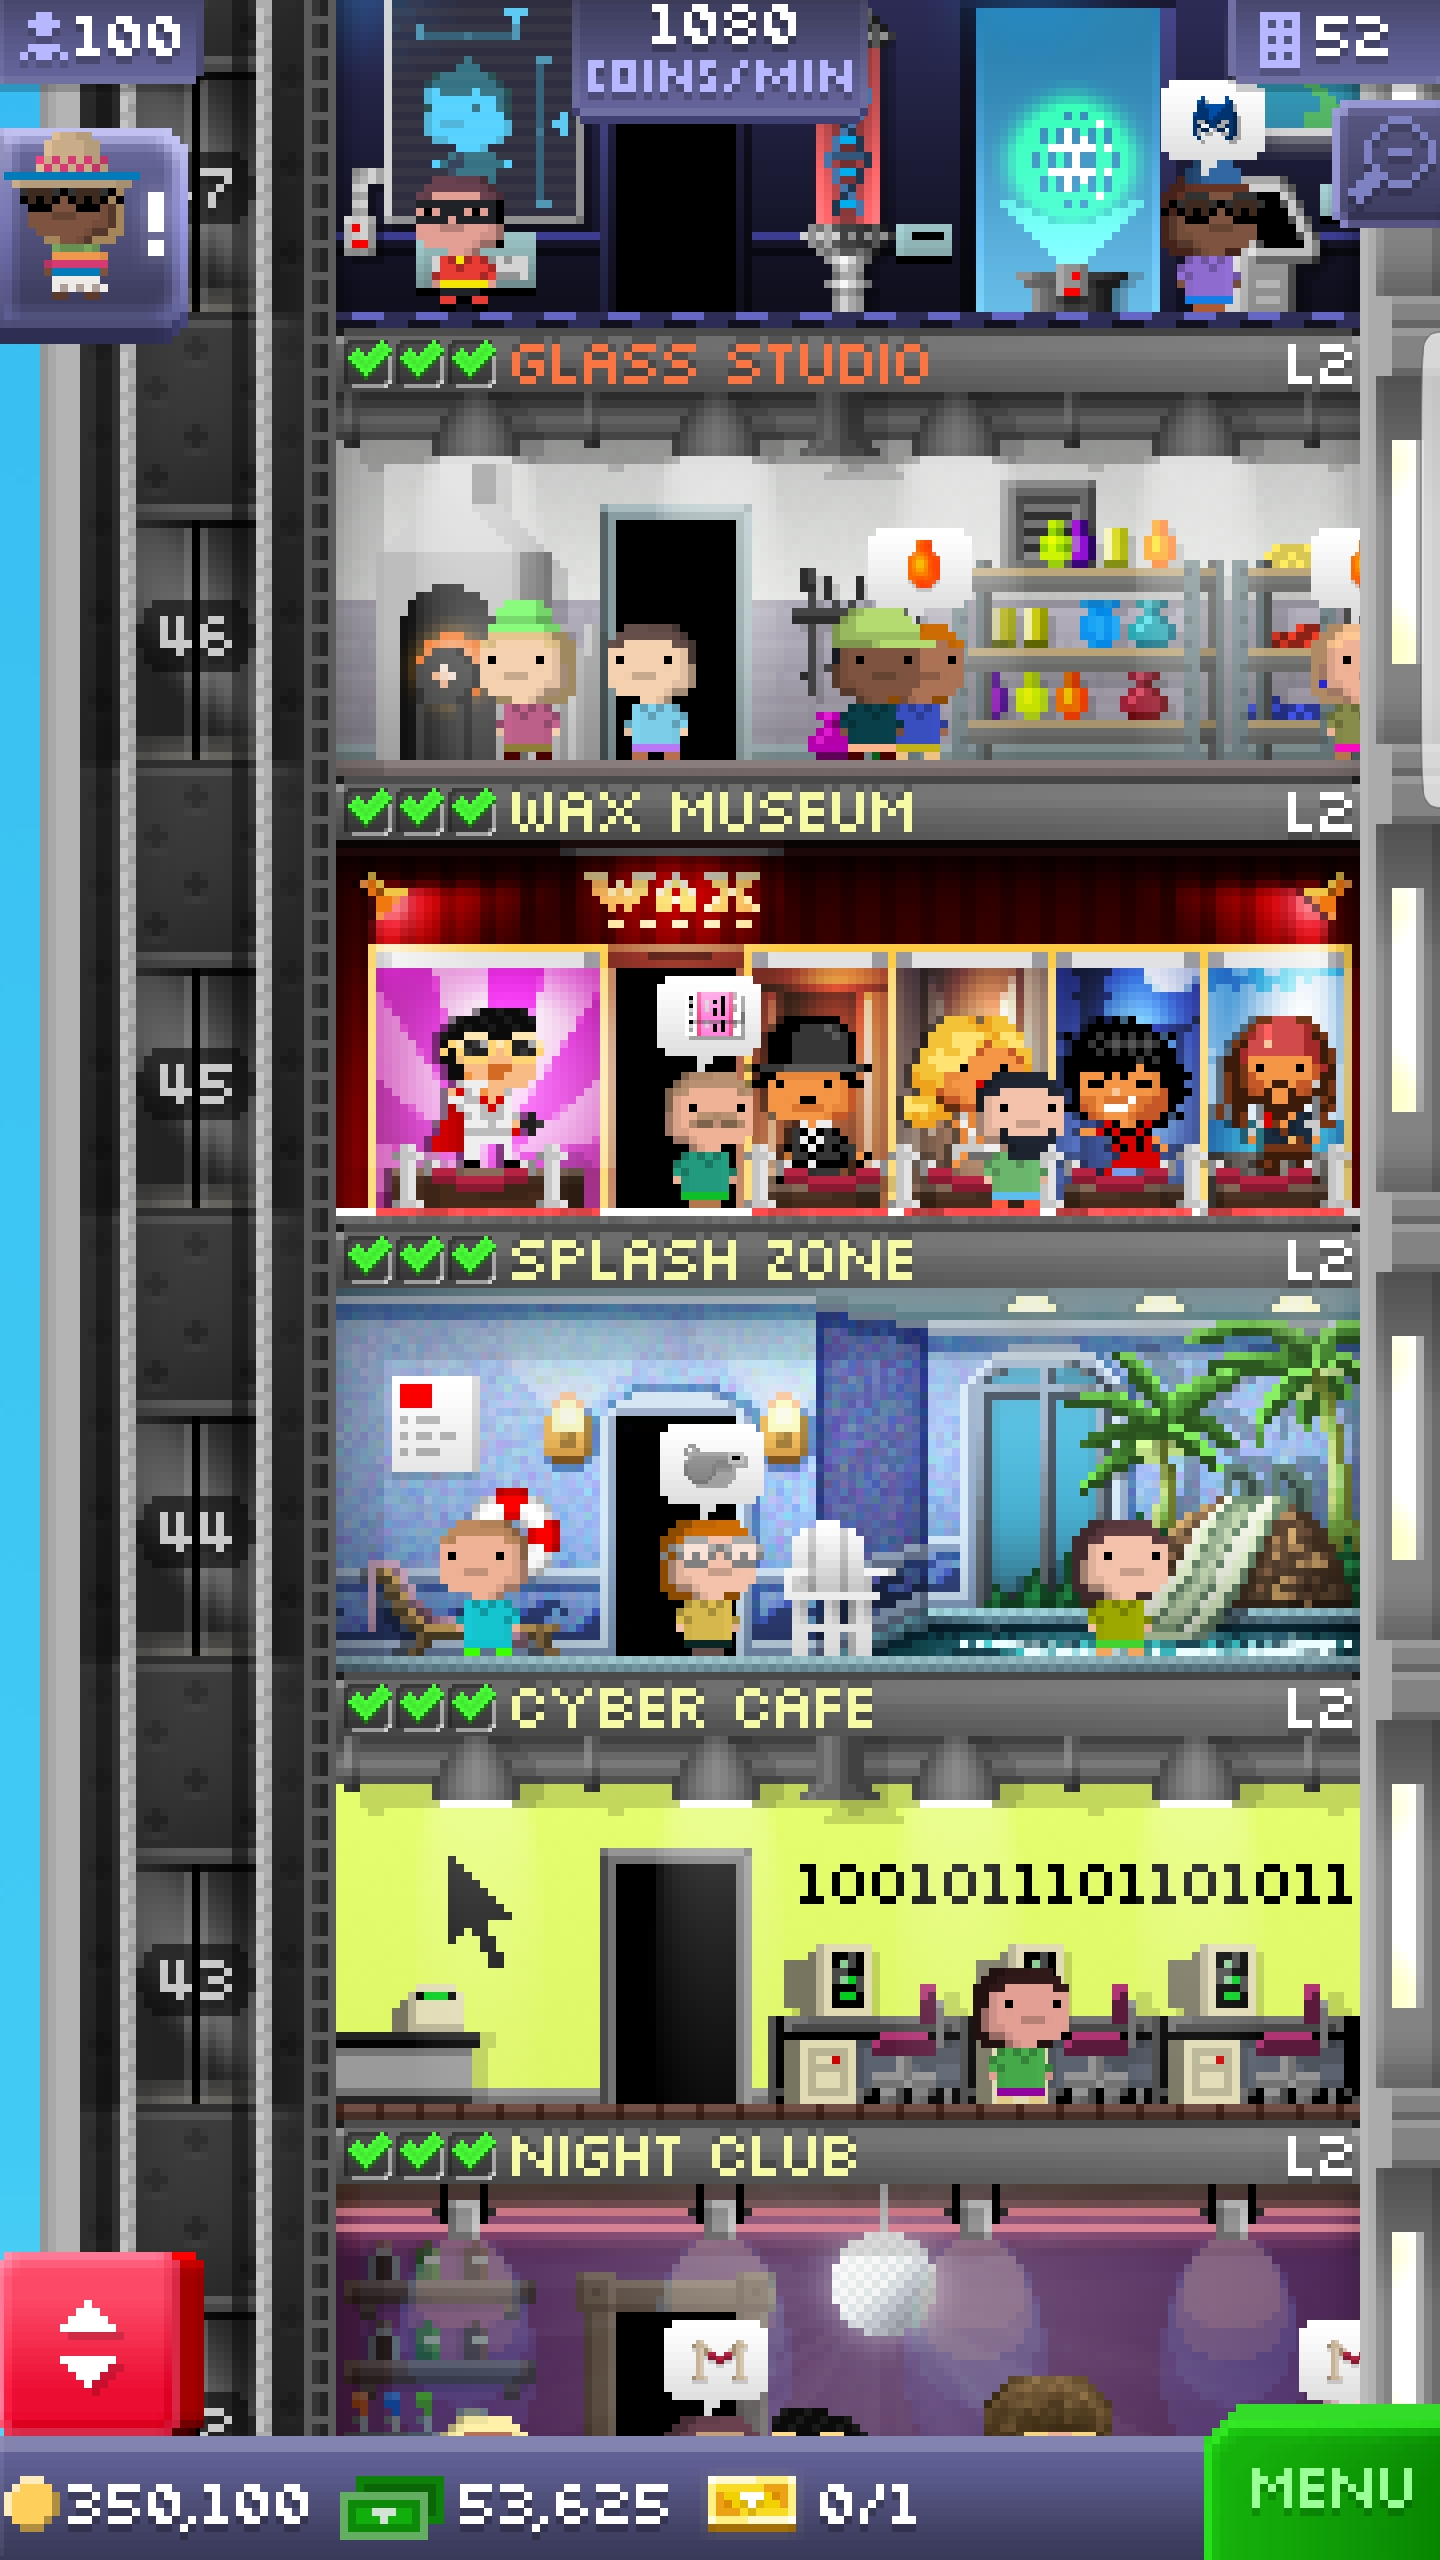 100
1080
COINS/MIN
52
!
7
GLASS STUDIO L2
46
WAX MUSEUM L2
WAX
45
SPLASH ZONE L2
44
CYBER CAFE L2
1001011101101011
43
NIGHT CLUB L2
350,100 53,625 0/1
MENU